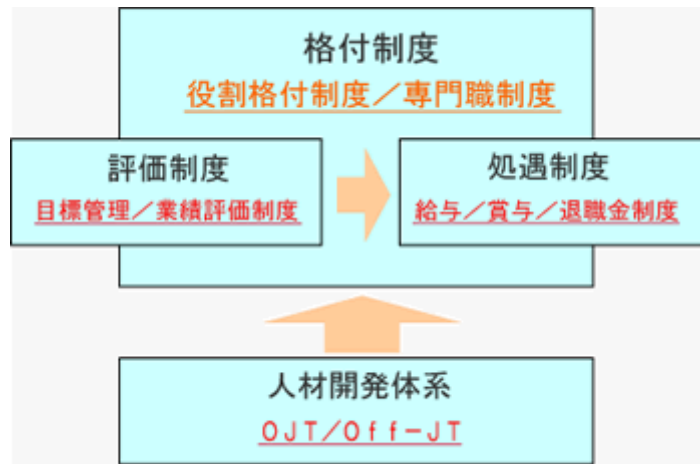 格付制度
役割格付制度／専門職制度
評価制度
目標管理／業績評価制度
処遇制度
給与／賞与／退職金制度
人材開発体系
ＯＪＴ／Ｏｆｆ−ＪＴ